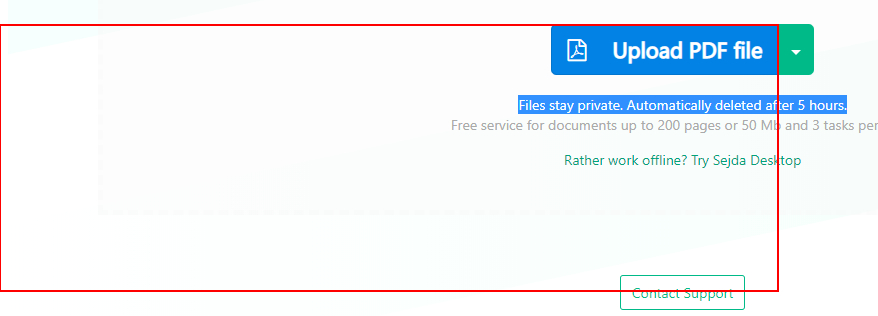 Upload PDF file
Files stay private. Automatically deleted after 5 hours.
Free service for documents up to 200 pages or 50 Mb and 3 tasks per
Rather work offline? Try Sejda Desktop
Contact Support